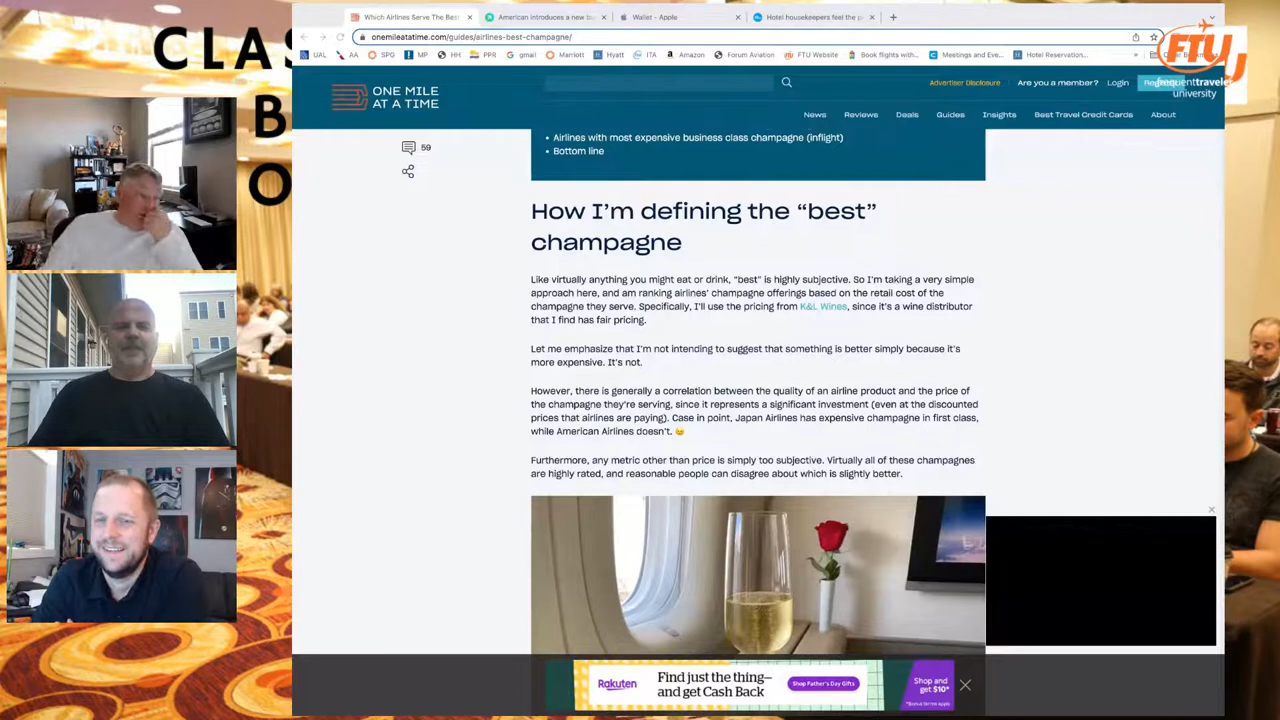 CLAS
B
O
Which Airlines Serve The Best
American introduces a new bu
Wallet - Apple
Hotel housekeepers feel the p
onemileatatime.com/guides/airlines-best-champagne/
UAL
AA
SPG
MP
HH
PPR
gmail
Marriott
Hyatt
ITA
Amazon
Forum Aviation
FTU Website
Book flights with...
Meetings and Eve...
Hotel Reservation...
FTU
frequenttraveler
university
ONE MILE
AT A TIME
Advertiser Disclosure
Are you a member?
Login
News
Reviews
Deals
Guides
Insights
Best Travel Credit Cards
About
• Airlines with most expensive business class champagne (inflight)
• Bottom line
59
How I'm defining the “best”
champagne
Like virtually anything you might eat or drink, “best” is highly subjective. So I'm taking a very simple
approach here, and am ranking airlines' champagne offerings based on the retail cost of the
champagne they serve. Specifically, I'll use the pricing from K&L Wines, since it's a wine distributor
that I find has fair pricing.
Let me emphasize that I'm not intending to suggest that something is better simply because it's
more expensive. It's not.
However, there is generally a correlation between the quality of an airline product and the price of
the champagne they're serving, since it represents a significant investment (even at the discounted
prices that airlines are paying). Case in point, Japan Airlines has expensive champagne in first class,
while American Airlines doesn't. 😉
Furthermore, any metric other than price is simply too subjective. Virtually all of these champagnes
are highly rated, and reasonable people can disagree about which is slightly better.
Rakuten
Find just the thing—
and get Cash Back
Shop Father's Day Gifts
Shop and
get $10*
*Bonus terms apply